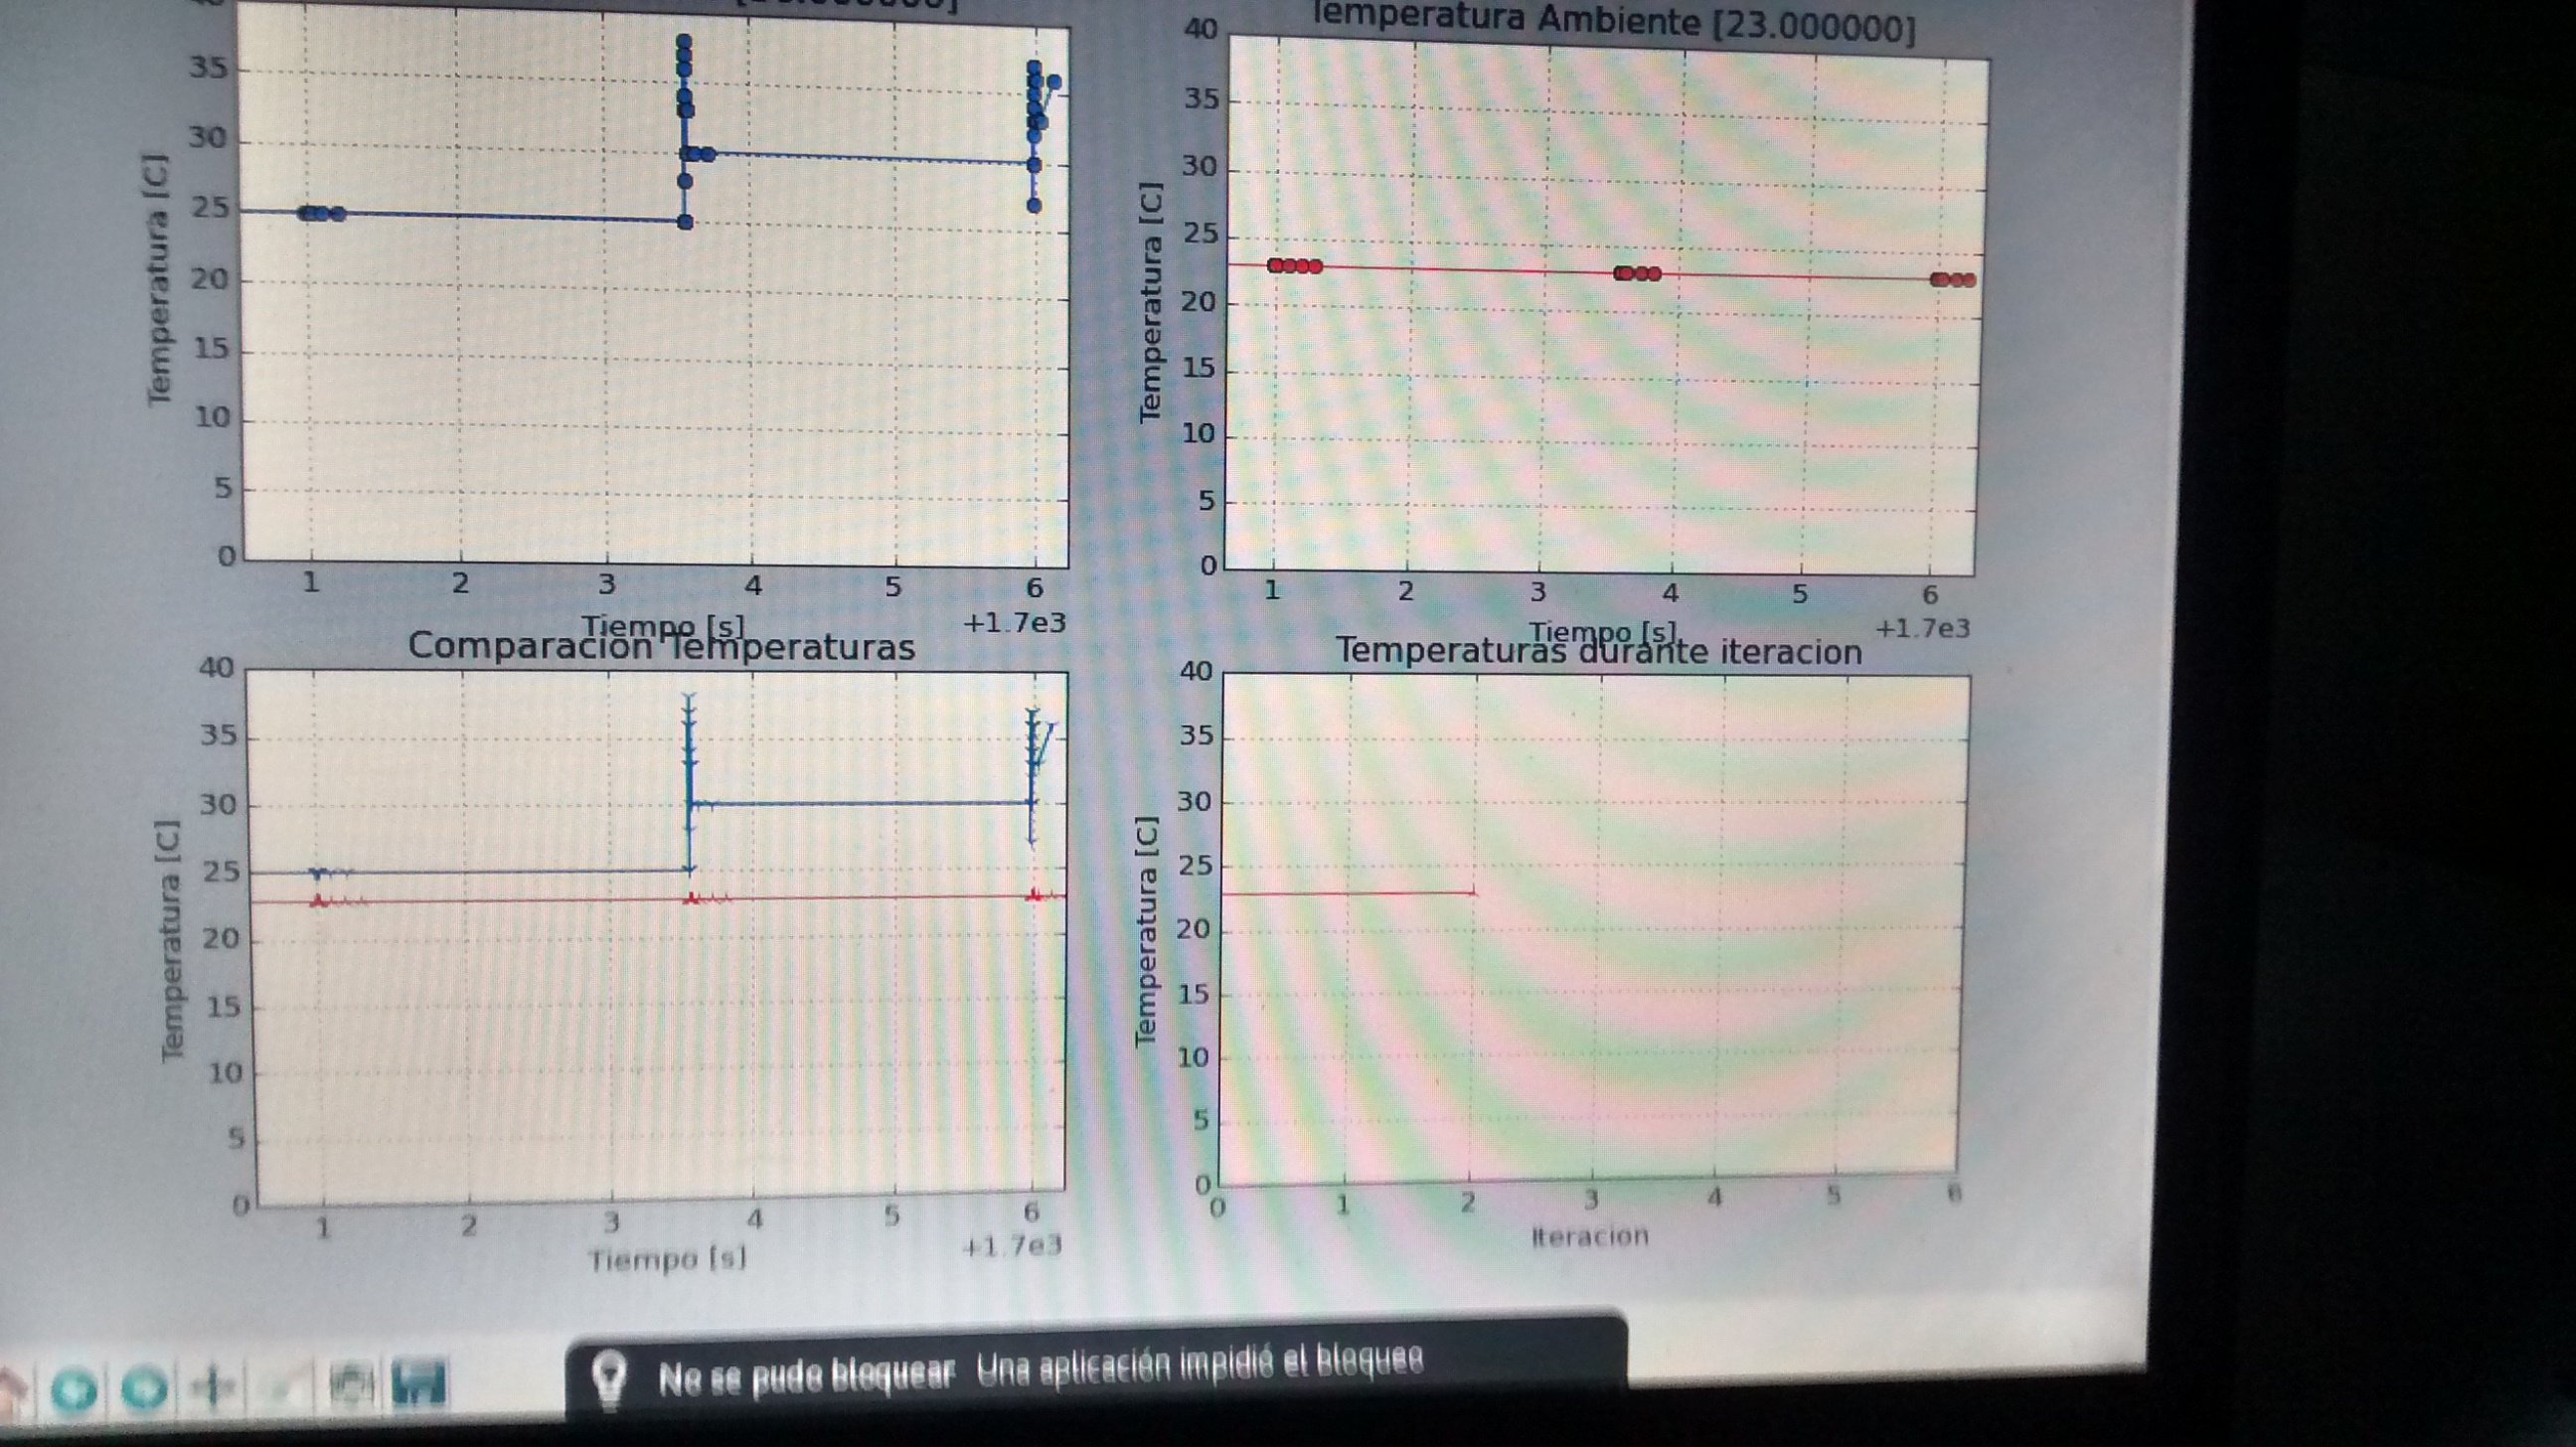 Temperatura Ambiente [23.000000]
35
30
25
20
15
10
5
0
Temperatura [C]
1 2 3 4 5 6
Tiempo [s]
+1.7e3
40
35
30
25
20
15
10
5
0
Temperatura [C]
1 2 3 4 5 6
Tiempo [s]
+1.7e3
Comparacion Temperaturas
40
35
30
25
20
15
10
5
0
Temperatura [C]
1 2 3 4 5 6
Tiempo [s]
+1.7e3
Temperaturas durante iteracion
40
35
30
25
20
15
10
5
0
Temperatura [C]
0 1 2 3 4 5 6
Iteracion
No se pudo bloquear Una aplicación impidió el bloqueo